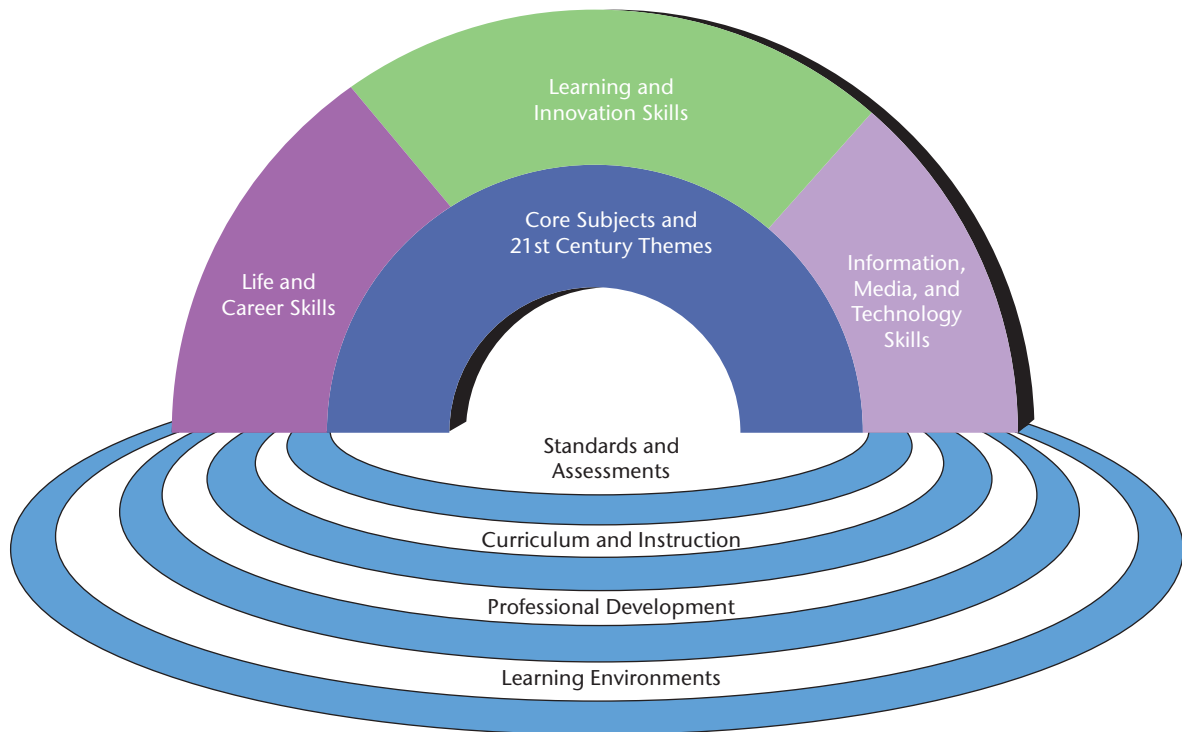 Learning and
Innovation Skills
Core Subjects and
21st Century Themes
Life and
Career Skills
Information,
Media, and
Technology
Skills
Standards and
Assessments
Curriculum and Instruction
Professional Development
Learning Environments